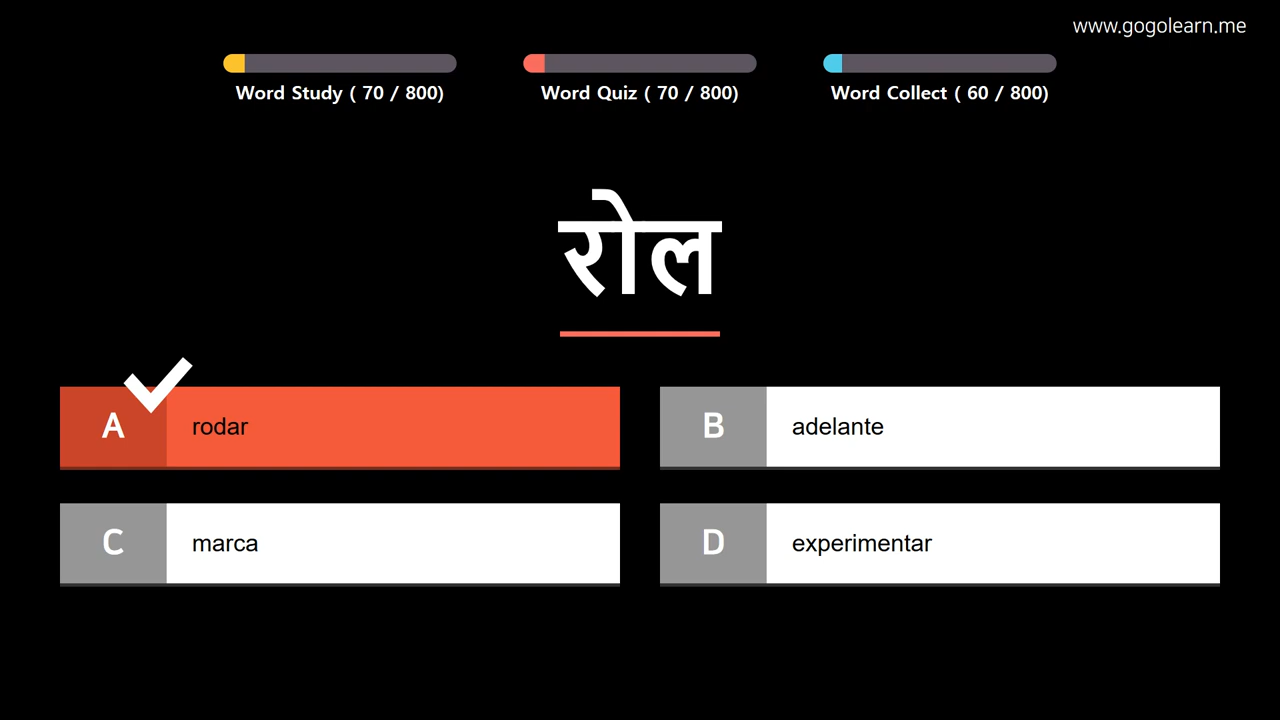 www.gogolearn.me
Word Study ( 70 / 800)
Word Quiz ( 70 / 800)
Word Collect ( 60 / 800)
रोल
A rodar
B adelante
C marca
D experimentar